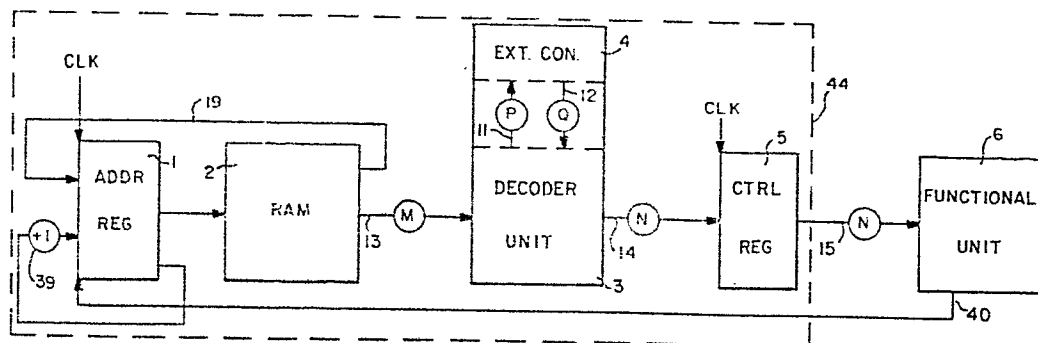 CLK
19
1
ADDR
REG
+1
39
2
RAM
13
M
EXT. CON.
4
P
11
Q
12
DECODER
UNIT
3
14
N
CLK
5
CTRL
REG
44
15
N
6
FUNCTIONAL
UNIT
40